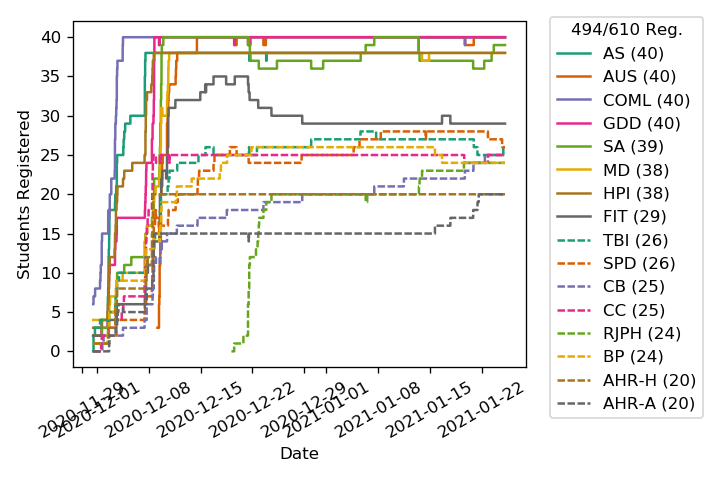 40
35
30
25
20
15
10
5
0
Students Registered
2020-11-29
2020-12-01
2020-12-08
2020-12-15
2020-12-22
2020-12-29
2021-01-01
2021-01-08
2021-01-15
2021-01-22
Date
494/610 Reg.
AS (40)
AUS (40)
COML (40)
GDD (40)
SA (39)
MD (38)
HPI (38)
FIT (29)
TBI (26)
SPD (26)
CB (25)
CC (25)
RJPH (24)
BP (24)
AHR-H (20)
AHR-A (20)